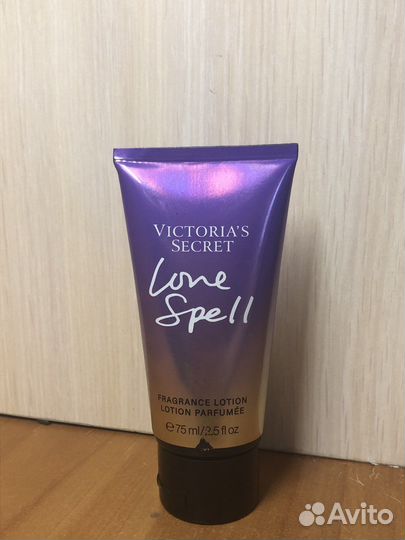 VICTORIA'S
SECRET
Love
Spell
FRAGRANCE LOTION
LOTION PARFUMÉE
℮75 ml/2.5 fl oz
Avito